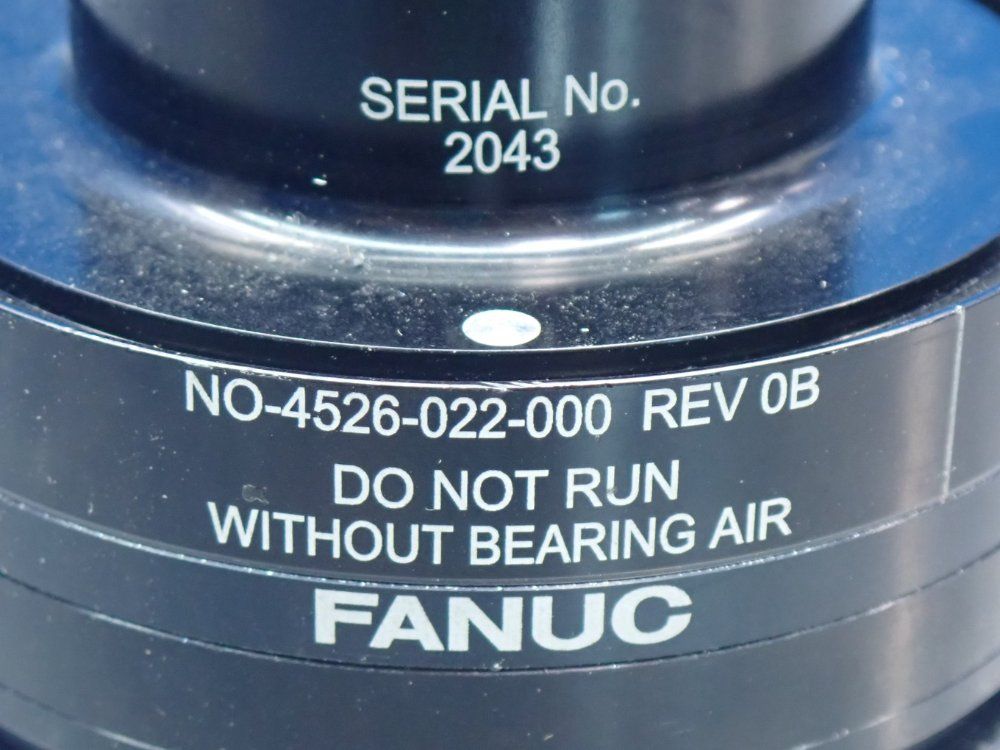 SERIAL No.
2043
NO-4526-022-000 REV 0B
DO NOT RUN
WITHOUT BEARING AIR
FANUC